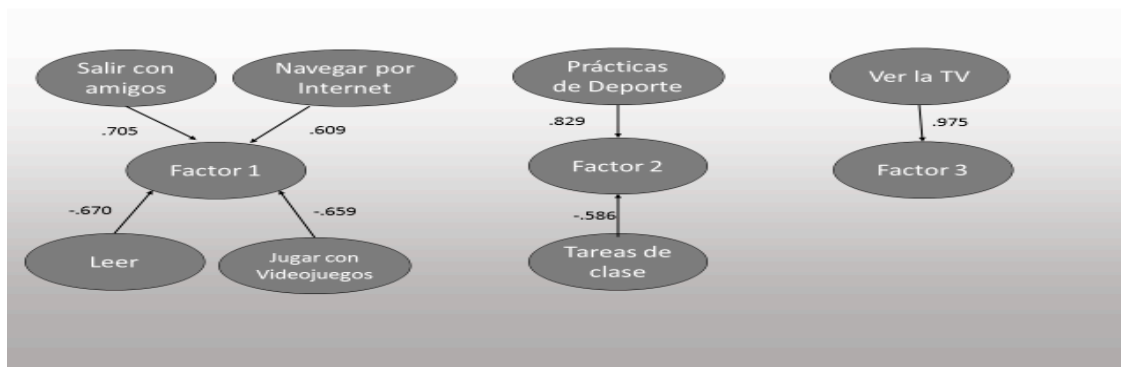 Salir con
amigos
Navegar por
Internet
Prácticas
de Deporte
Ver la TV
.705
.609
.829
.975
Factor 1
Factor 2
Factor 3
-.670
-.659
-.586
Leer
Jugar con
Videojuegos
Tareas de
clase